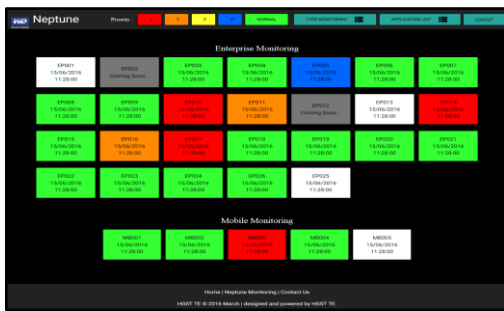 WD Neptune Priority : NORMAL TYPE MONITORING APPLICATION LIST LOGOUT
Enterprise Monitoring
EP001 EP002 EP003 EP004 EP005 EP006 EP007
15/06/2016 Coming Soon... 15/06/2016 15/06/2016 15/06/2016 15/06/2016 15/06/2016
11:28:00 11:28:00 11:28:00 11:28:00 11:28:00 11:28:00
EP008 EP009 EP010 EP011 EP012 EP013 EP014
15/06/2016 15/06/2016 15/06/2016 15/06/2016 Coming Soon... 15/06/2016 15/06/2016
11:28:00 11:28:00 11:28:00 11:28:00 11:28:00 11:28:00
EP015 EP016 EP017 EP018 EP019 EP020 EP021
15/06/2016 15/06/2016 15/06/2016 15/06/2016 15/06/2016 15/06/2016 15/06/2016
11:28:00 11:28:00 11:28:00 11:28:00 11:28:00 11:28:00 11:28:00
EP022 EP023 EP024 EP026 EP025
15/06/2016 15/06/2016 15/06/2016 15/06/2016 15/06/2016
11:28:00 11:28:00 11:28:00 11:28:00 11:28:00
Mobile Monitoring
MB001 MB002 MB003 MB004 MB005
15/06/2016 15/06/2016 15/06/2016 15/06/2016 15/06/2016
11:28:00 11:28:00 11:28:00 11:28:00 11:28:00
Home | Neptune Monitoring | Contact Us
HGST TE © 2016 March | designed and powered by HGST TE.